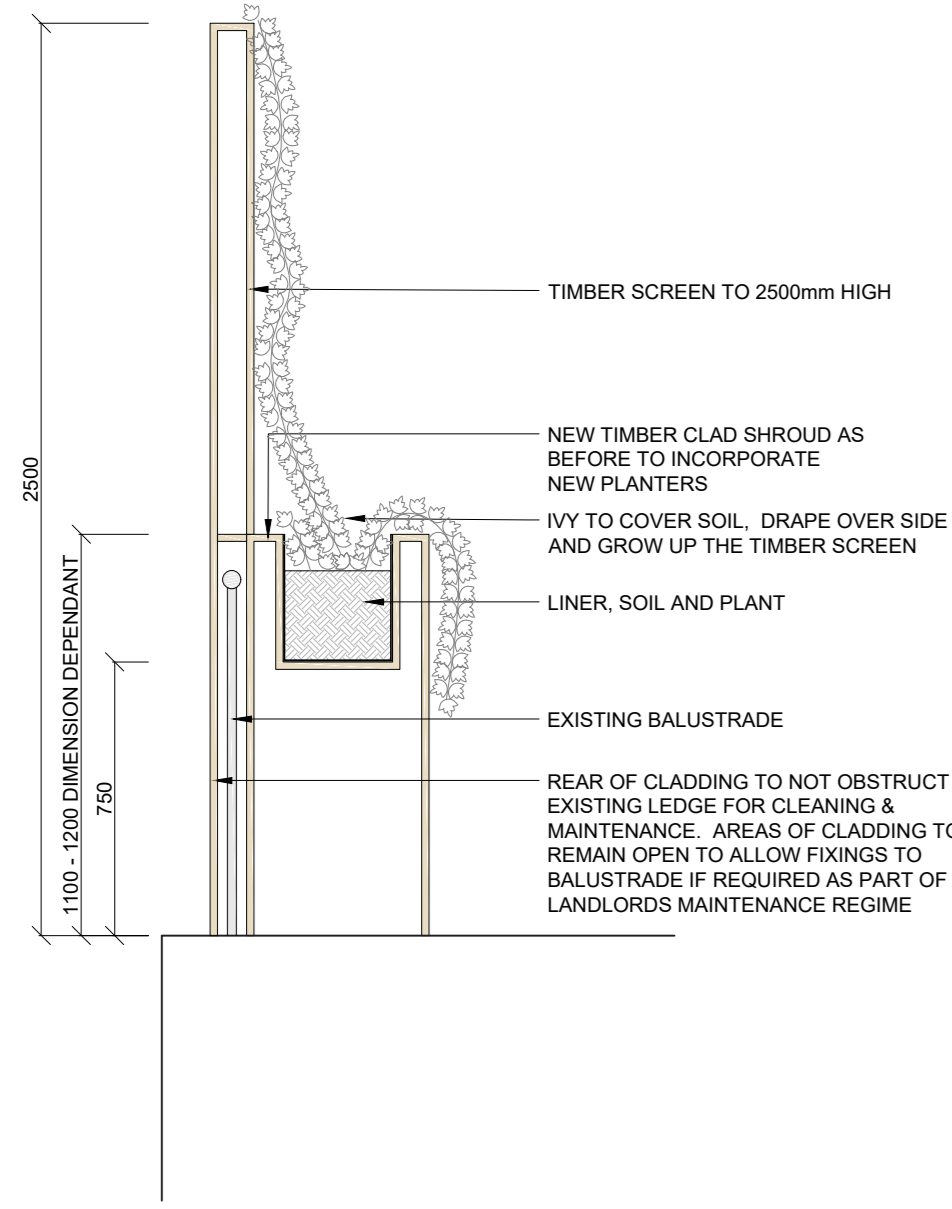 TIMBER SCREEN TO 2500mm HIGH
NEW TIMBER CLAD SHROUD AS
BEFORE TO INCORPORATE
NEW PLANTERS
IVY TO COVER SOIL, DRAPE OVER SIDE
AND GROW UP THE TIMBER SCREEN
LINER, SOIL AND PLANT
EXISTING BALUSTRADE
REAR OF CLADDING TO NOT OBSTRUCT
EXISTING LEDGE FOR CLEANING &
MAINTENANCE. AREAS OF CLADDING TO
REMAIN OPEN TO ALLOW FIXINGS TO
BALUSTRADE IF REQUIRED AS PART OF
LANDLORDS MAINTENANCE REGIME
2500
1100 - 1200 DIMENSION DEPENDANT
750